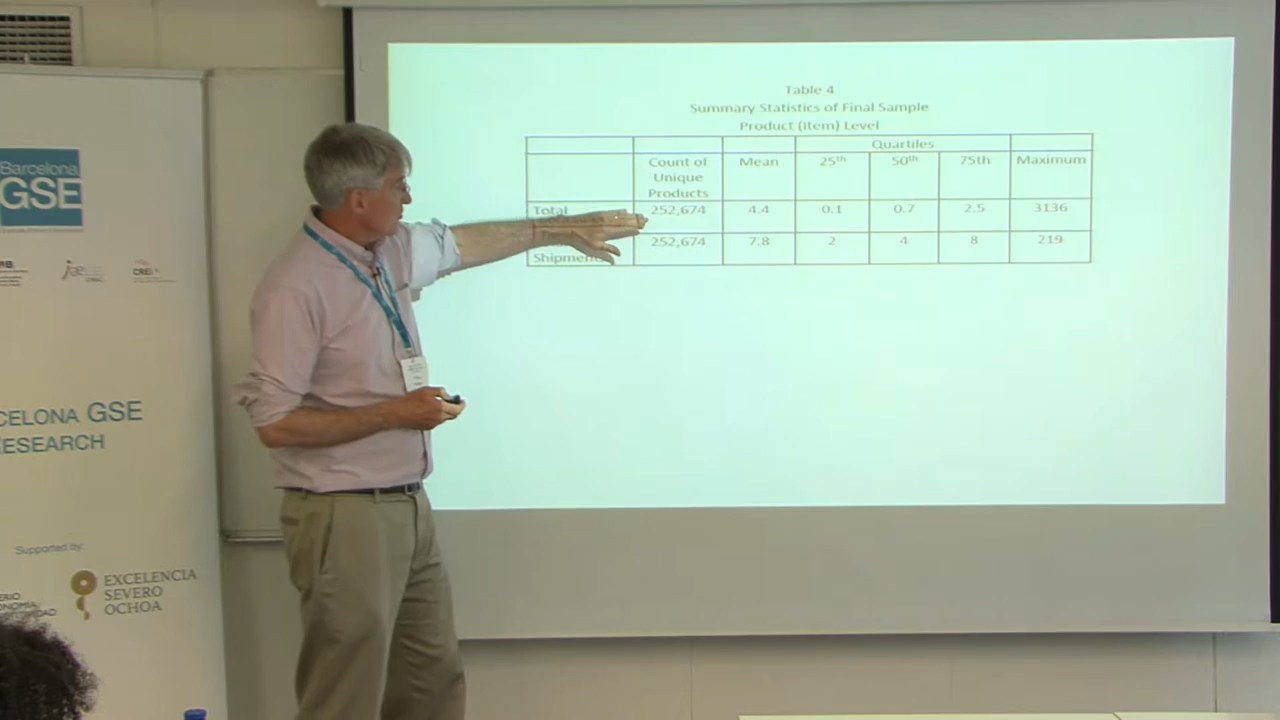 Barcelona
GSE
CREI
CELONA GSE
ESEARCH
Supported by:
EXCELENCIA
SEVERO
OCHOA
Table 4
Summary Statistics of Final Sample
Product (Item) Level
Quartiles
Count of Unique Products Mean 25th 50th 75th Maximum
Total 252,674 4.4 0.1 0.7 2.5 3136
Shipments 252,674 7.8 2 4 8 219